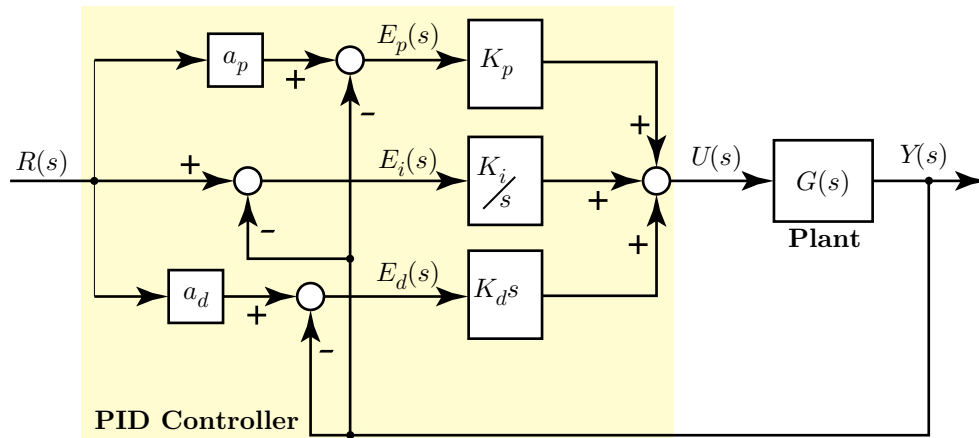 E_p(s)
a_p
K_p
+
–
+
R(s)
+
E_i(s)
K_i
/s
+
U(s)
G(s)
Y(s)
–
Plant
+
E_d(s)
a_d
+
K_d s
–
PID Controller